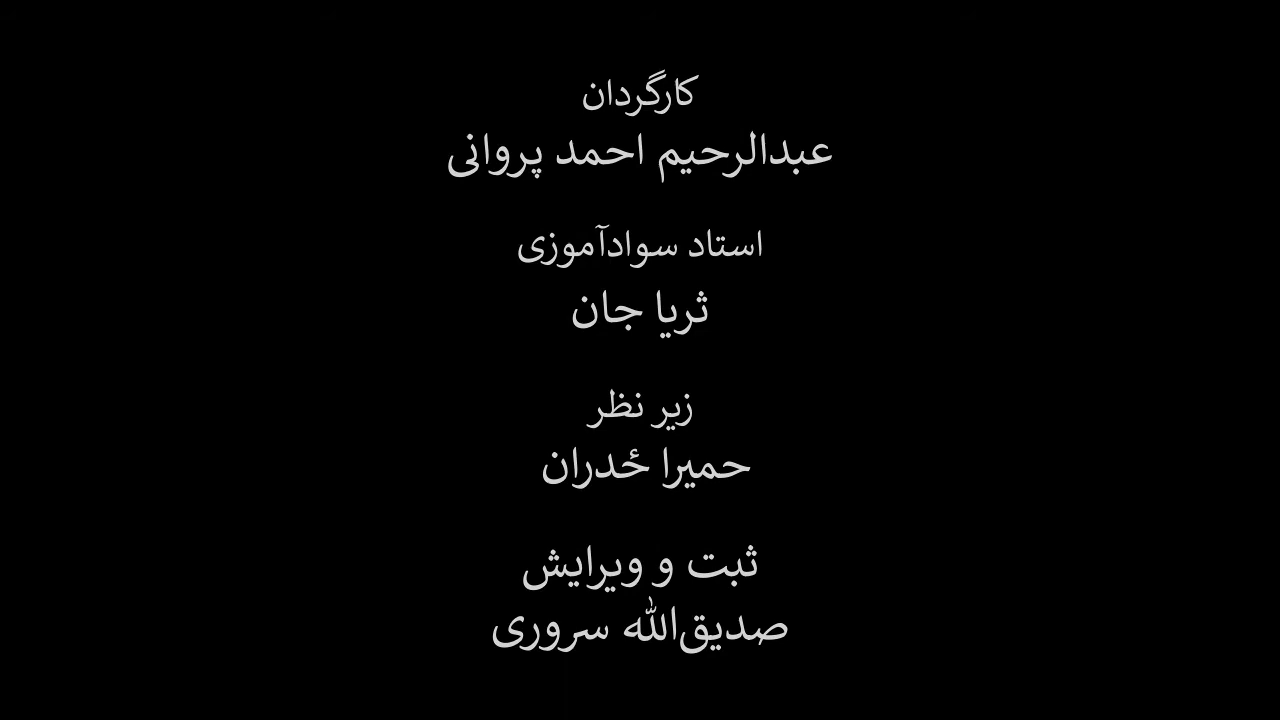 کارگردان
عبدالرحیم احمد پروانی
استاد سوادآموزی
ثریا جان
زیر نظر
حمیرا ځدران
ثبت و ویرایش
صدیق‌الله سروری